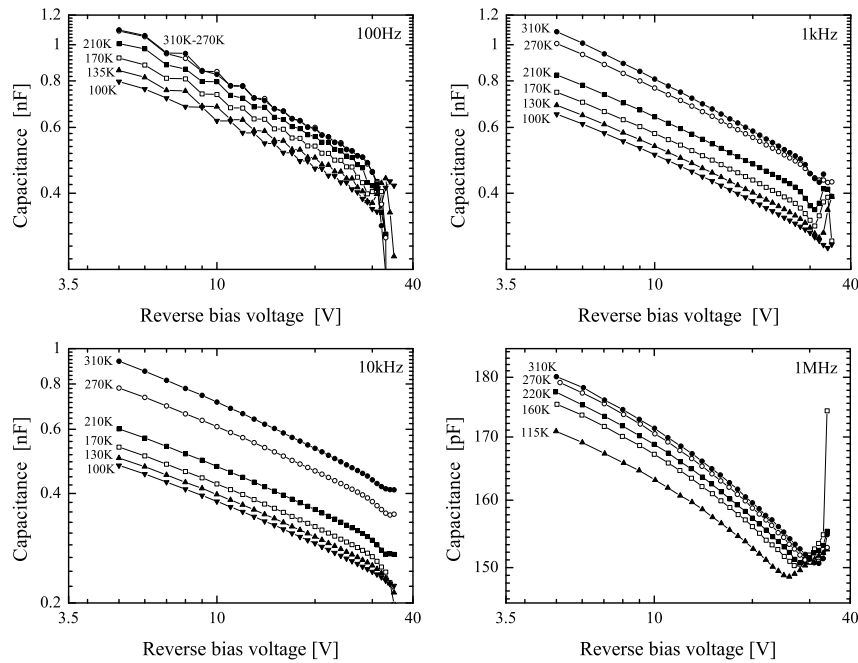 1.2
1
0.8
0.6
0.4
Capacitance [nF]
310K-270K
210K
170K
135K
100K
100Hz
3.5
10
40
Reverse bias voltage [V]
1.2
1
0.8
0.6
0.4
Capacitance [nF]
310K
270K
210K
170K
130K
100K
1kHz
3.5
10
40
Reverse bias voltage [V]
1
0.8
0.6
0.4
0.2
Capacitance [nF]
310K
270K
210K
170K
130K
100K
10kHz
3.5
10
40
Reverse bias voltage [V]
180
170
160
150
Capacitance [pF]
310K
270K
220K
160K
115K
1MHz
3.5
10
40
Reverse bias voltage [V]